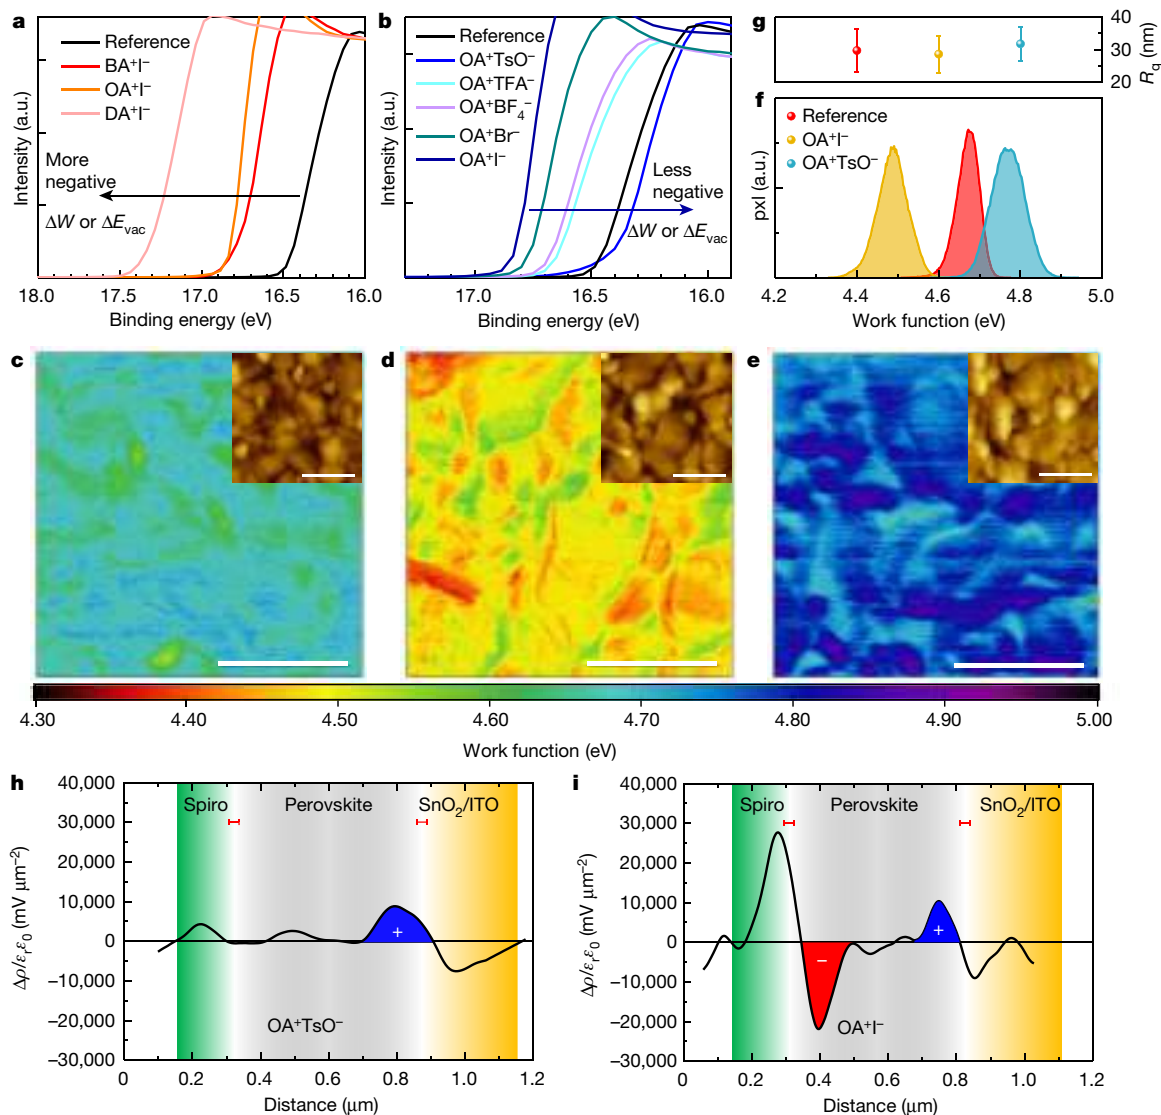 a
Intensity (a.u.)
Reference
BA⁺I⁻
OA⁺I⁻
DA⁺I⁻
More
negative
ΔW or ΔE_vac
18.0 17.5 17.0 16.5 16.0
Binding energy (eV)
b
Intensity (a.u.)
Reference
OA⁺TsO⁻
OA⁺TFA⁻
OA⁺BF₄⁻
OA⁺Br⁻
OA⁺I⁻
Less
negative
ΔW or ΔE_vac
17.0 16.5 16.0
Binding energy (eV)
g
40
30
20
R_q (nm)
f
pxl (a.u.)
Reference
OA⁺I⁻
OA⁺TsO⁻
4.2 4.4 4.6 4.8 5.0
Work function (eV)
c
d
e
4.30 4.40 4.50 4.60 4.70 4.80 4.90 5.00
Work function (eV)
h
Δρ/ε_rε₀ (mV μm⁻²)
40,000
30,000
20,000
10,000
0
−10,000
−20,000
−30,000
Spiro Perovskite SnO₂/ITO
+
OA⁺TsO⁻
0 0.2 0.4 0.6 0.8 1.0 1.2
Distance (μm)
i
Δρ/ε_rε₀ (mV μm⁻²)
40,000
30,000
20,000
10,000
0
−10,000
−20,000
−30,000
Spiro Perovskite SnO₂/ITO
−
+
OA⁺I⁻
0 0.2 0.4 0.6 0.8 1.0 1.2
Distance (μm)